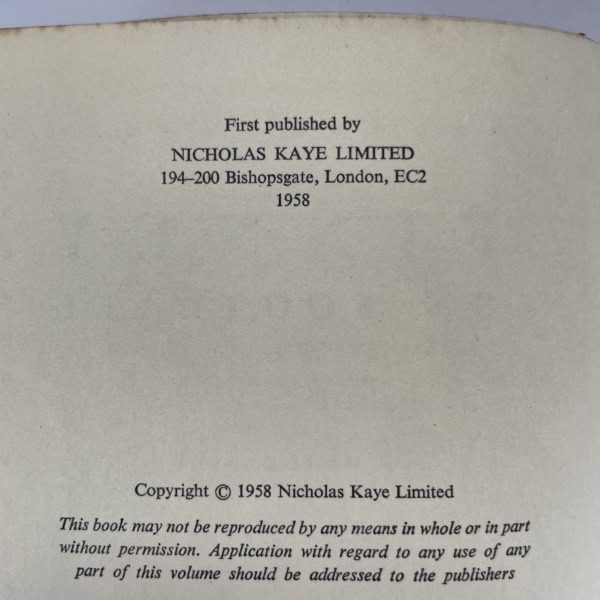 First published by
NICHOLAS KAYE LIMITED
194–200 Bishopsgate, London, EC2
1958
Copyright © 1958 Nicholas Kaye Limited
This book may not be reproduced by any means in whole or in part
without permission. Application with regard to any use of any
part of this volume should be addressed to the publishers